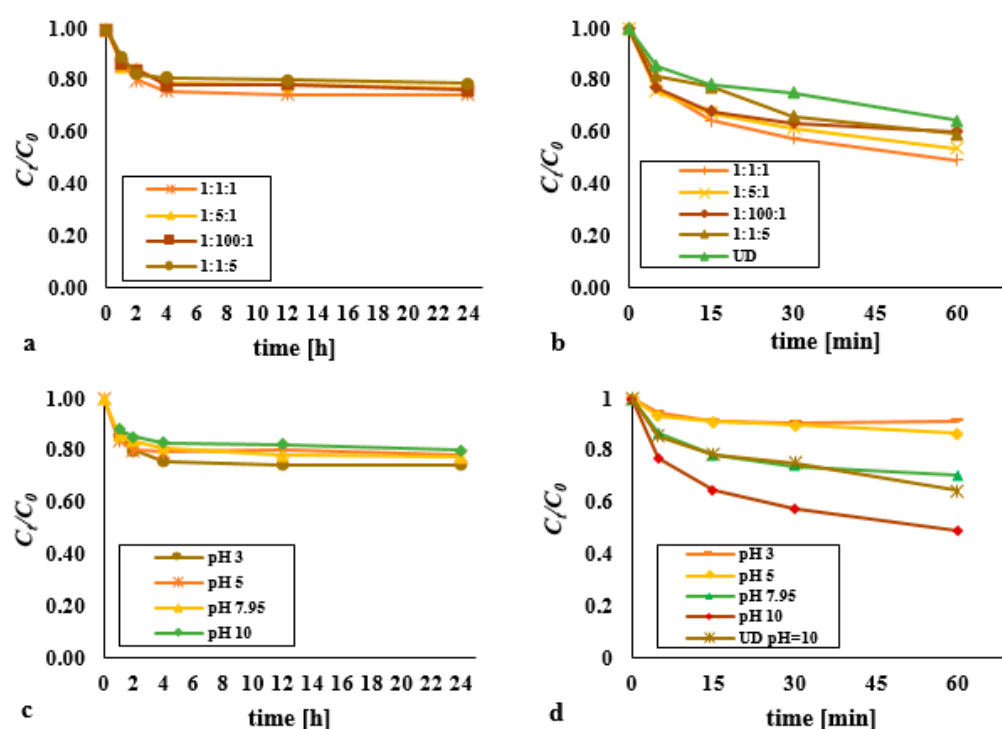 1.00
0.80
0.60
0.40
0.20
0.00
Ct/C0
1:1:1
1:5:1
1:100:1
1:1:5
0 2 4 6 8 10 12 14 16 18 20 22 24
time [h]
a
1.00
0.80
0.60
0.40
0.20
0.00
Ct/C0
1:1:1
1:5:1
1:100:1
1:1:5
UD
0 15 30 45 60
time [min]
b
1.00
0.80
0.60
0.40
0.20
0.00
Ct/C0
pH 3
pH 5
pH 7.95
pH 10
0 2 4 6 8 10 12 14 16 18 20 22 24
time [h]
c
1
0.8
0.6
0.4
0.2
0
Ct/C0
pH 3
pH 5
pH 7.95
pH 10
UD pH=10
0 15 30 45 60
time [min]
d